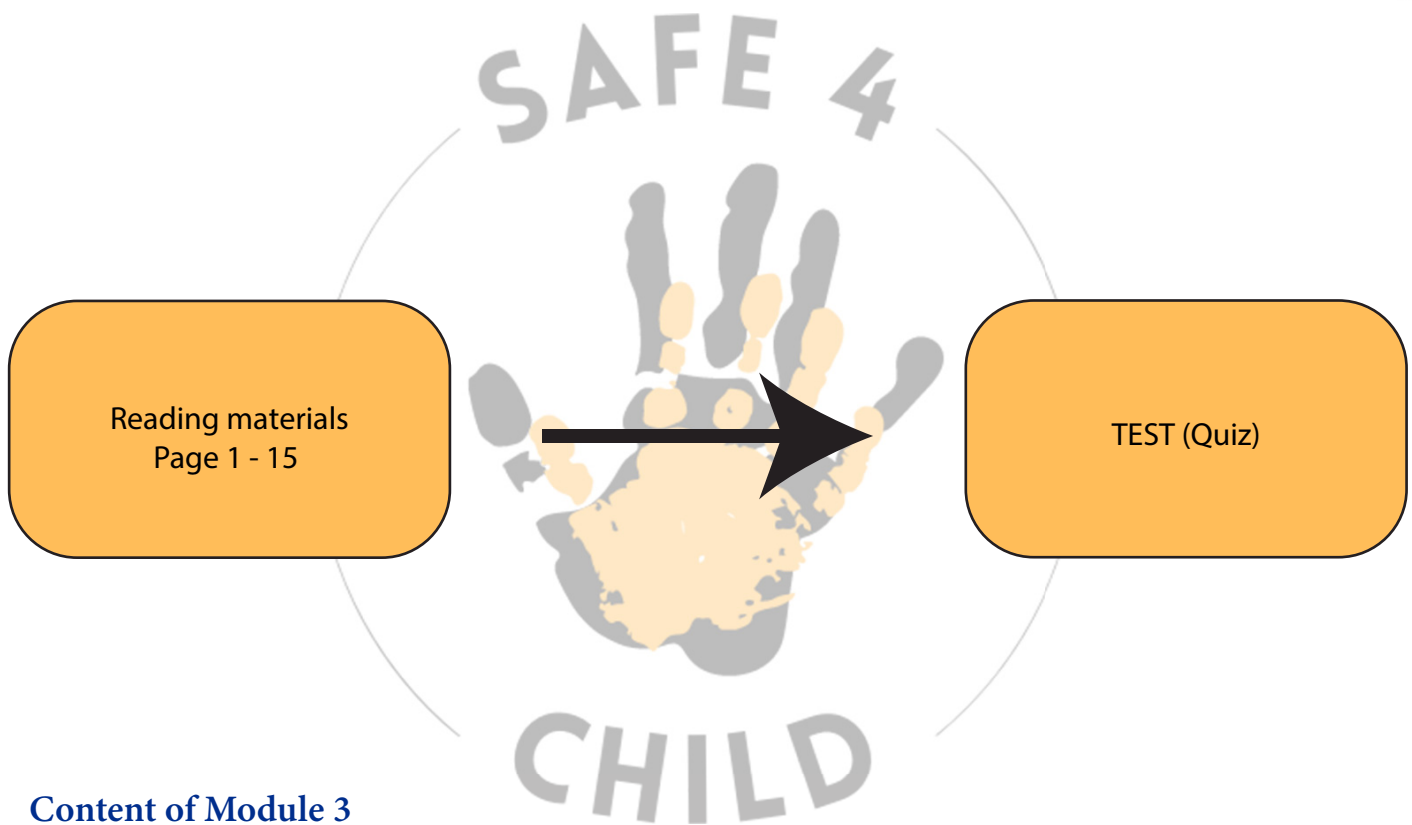 SAFE 4
Reading materials
Page 1 - 15
TEST (Quiz)
CHILD
Content of Module 3